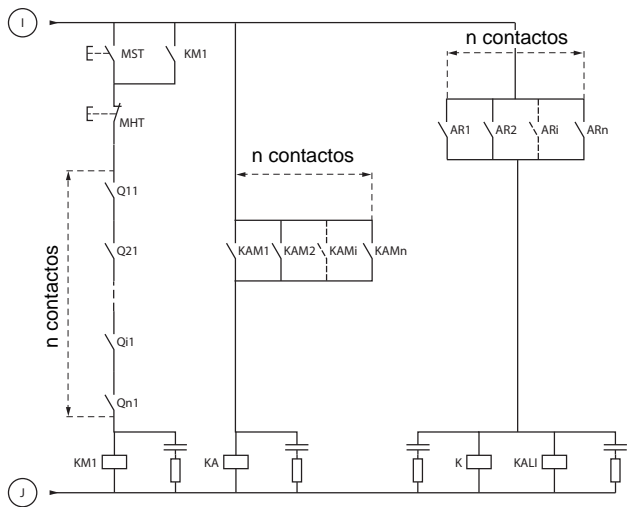 I
MST
KM1
MHT
n contactos
Q11
Q21
Qi1
Qn1
n contactos
KAM1
KAM2
KAMi
KAMn
n contactos
AR1
AR2
ARi
ARn
KM1
KA
K
KALI
J